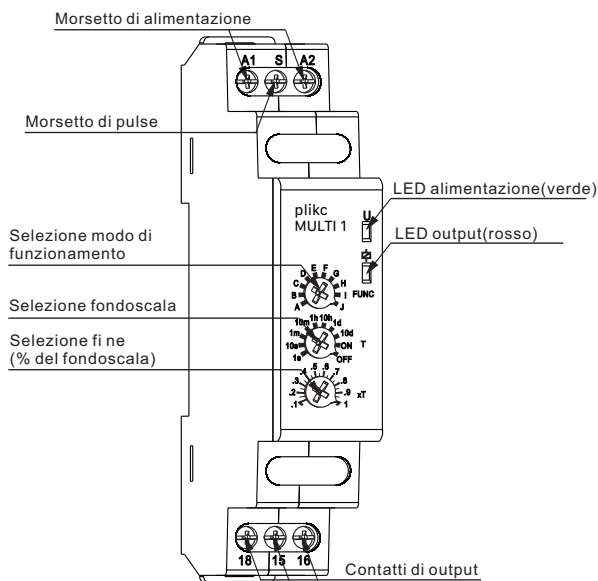 Morsetto di alimentazione
A1 S A2
Morsetto di pulse
LED alimentazione(verde)
plikc U
MULTI 1
LED output(rosso)
Selezione modo di
funzionamento
A B C D E F G H I J
FUNC
Selezione fondoscala
1s 10s 1m 10m 1h 10h 1d 10d ON OFF
T
Selezione fi ne
(% del fondoscala)
.1 .2 .3 .4 .5 .6 .7 .8 .9 1
xT
18 15 16
Contatti di output